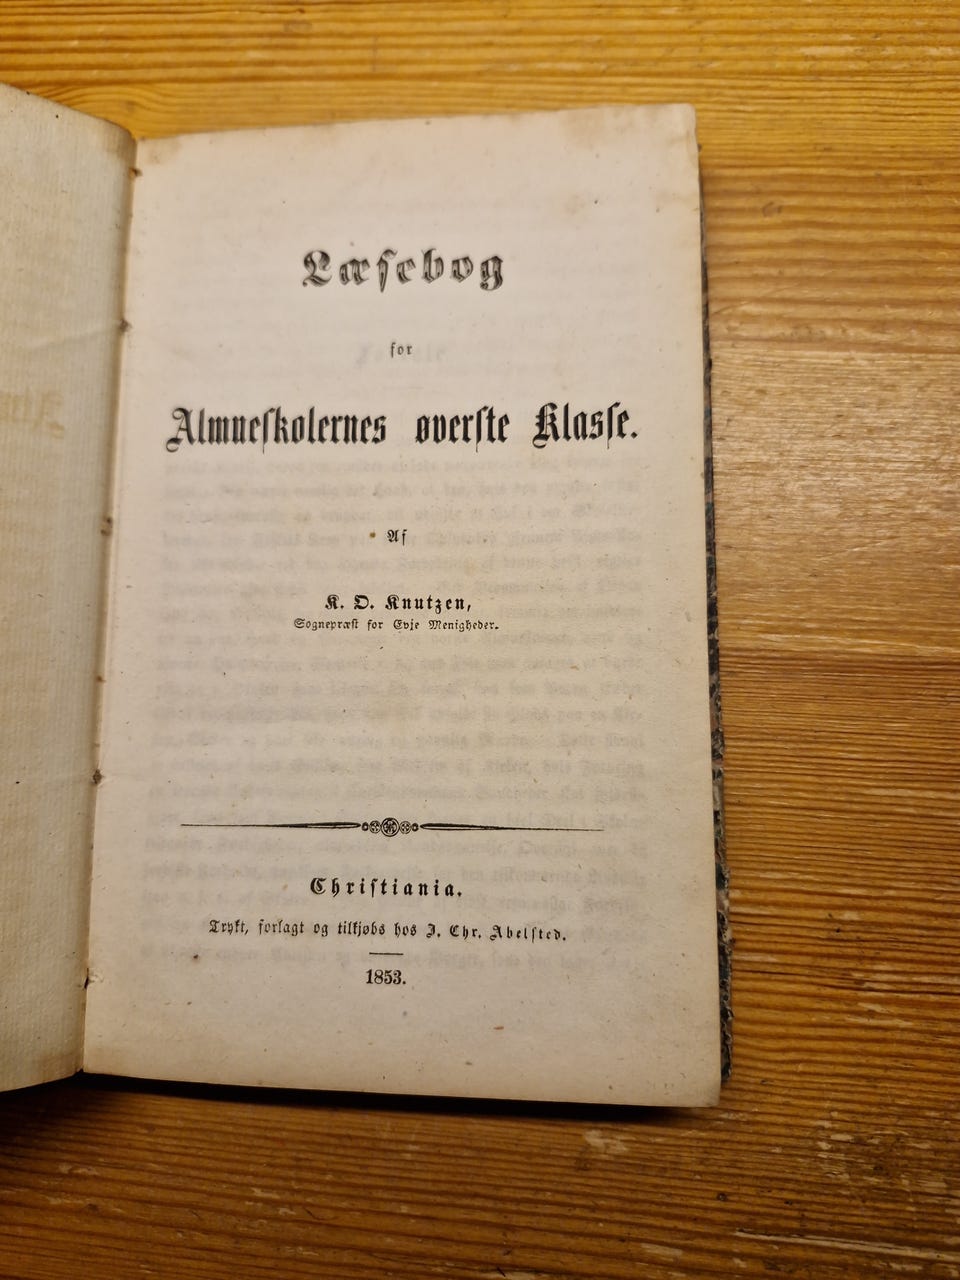 Læsebog
for
Almueskolernes øverste Klasse.
Af
K. O. Knutzen,
Sognepræst for Evje Menigheder.
Christiania.
Trykt, forlagt og tilkjøbs hos J. Chr. Abelsted.
1853.